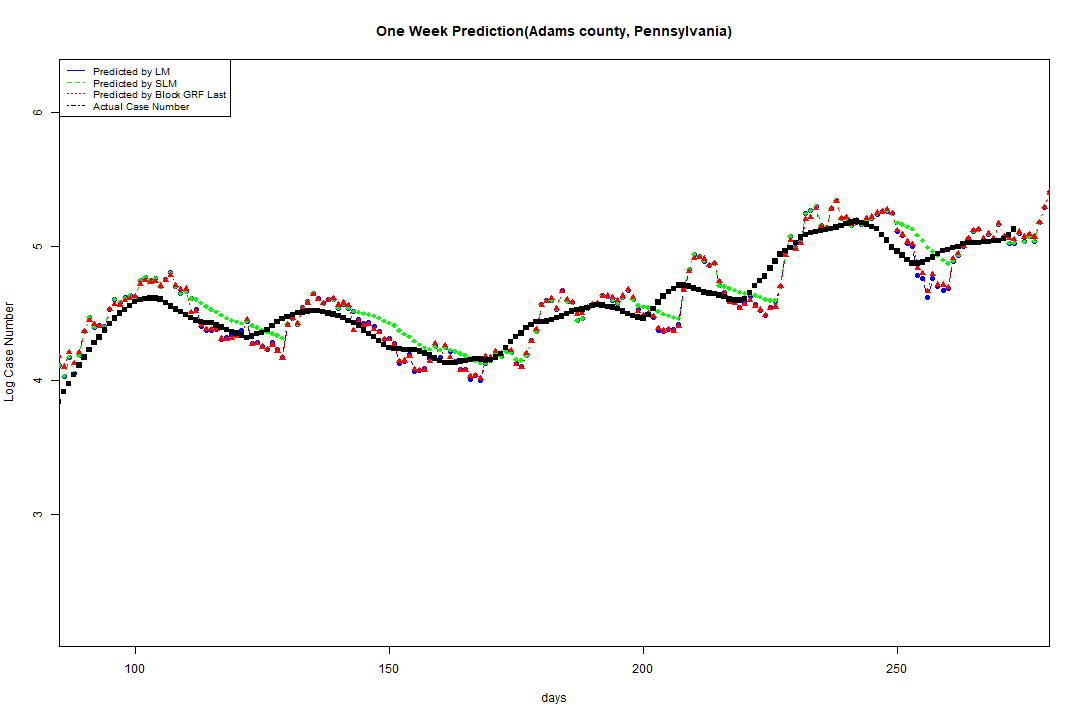 One Week Prediction(Adams county, Pennsylvania)
Predicted by LM
Predicted by SLM
Predicted by Block GRF Last
Actual Case Number
6
5
4
3
Log Case Number
100 150 200 250
days